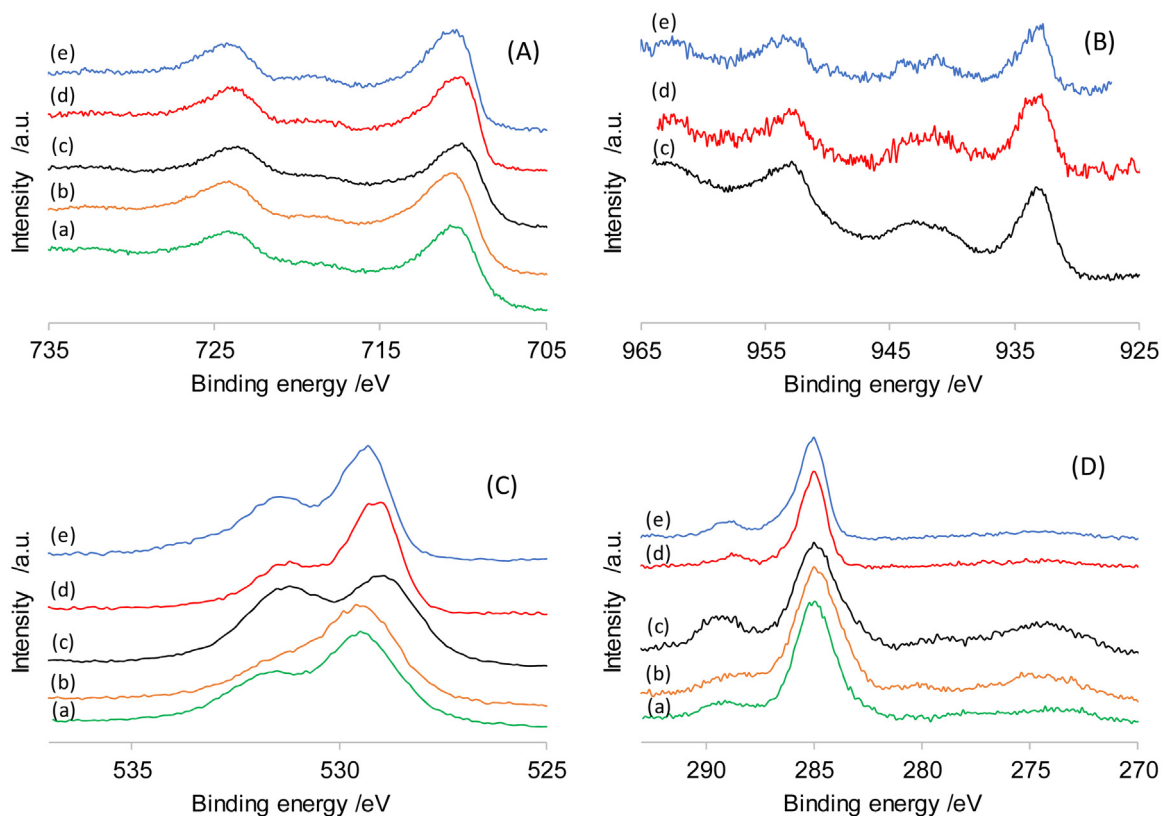 (A)
(e)
(d)
(c)
(b)
(a)
Intensity /a.u.
735 725 715 705
Binding energy /eV
(B)
(e)
(d)
(c)
Intensity /a.u.
965 955 945 935 925
Binding energy /eV
(C)
(e)
(d)
(c)
(b)
(a)
Intensity /a.u.
535 530 525
Binding energy /eV
(D)
(e)
(d)
(c)
(b)
(a)
Intensity /a.u.
290 285 280 275 270
Binding energy /eV